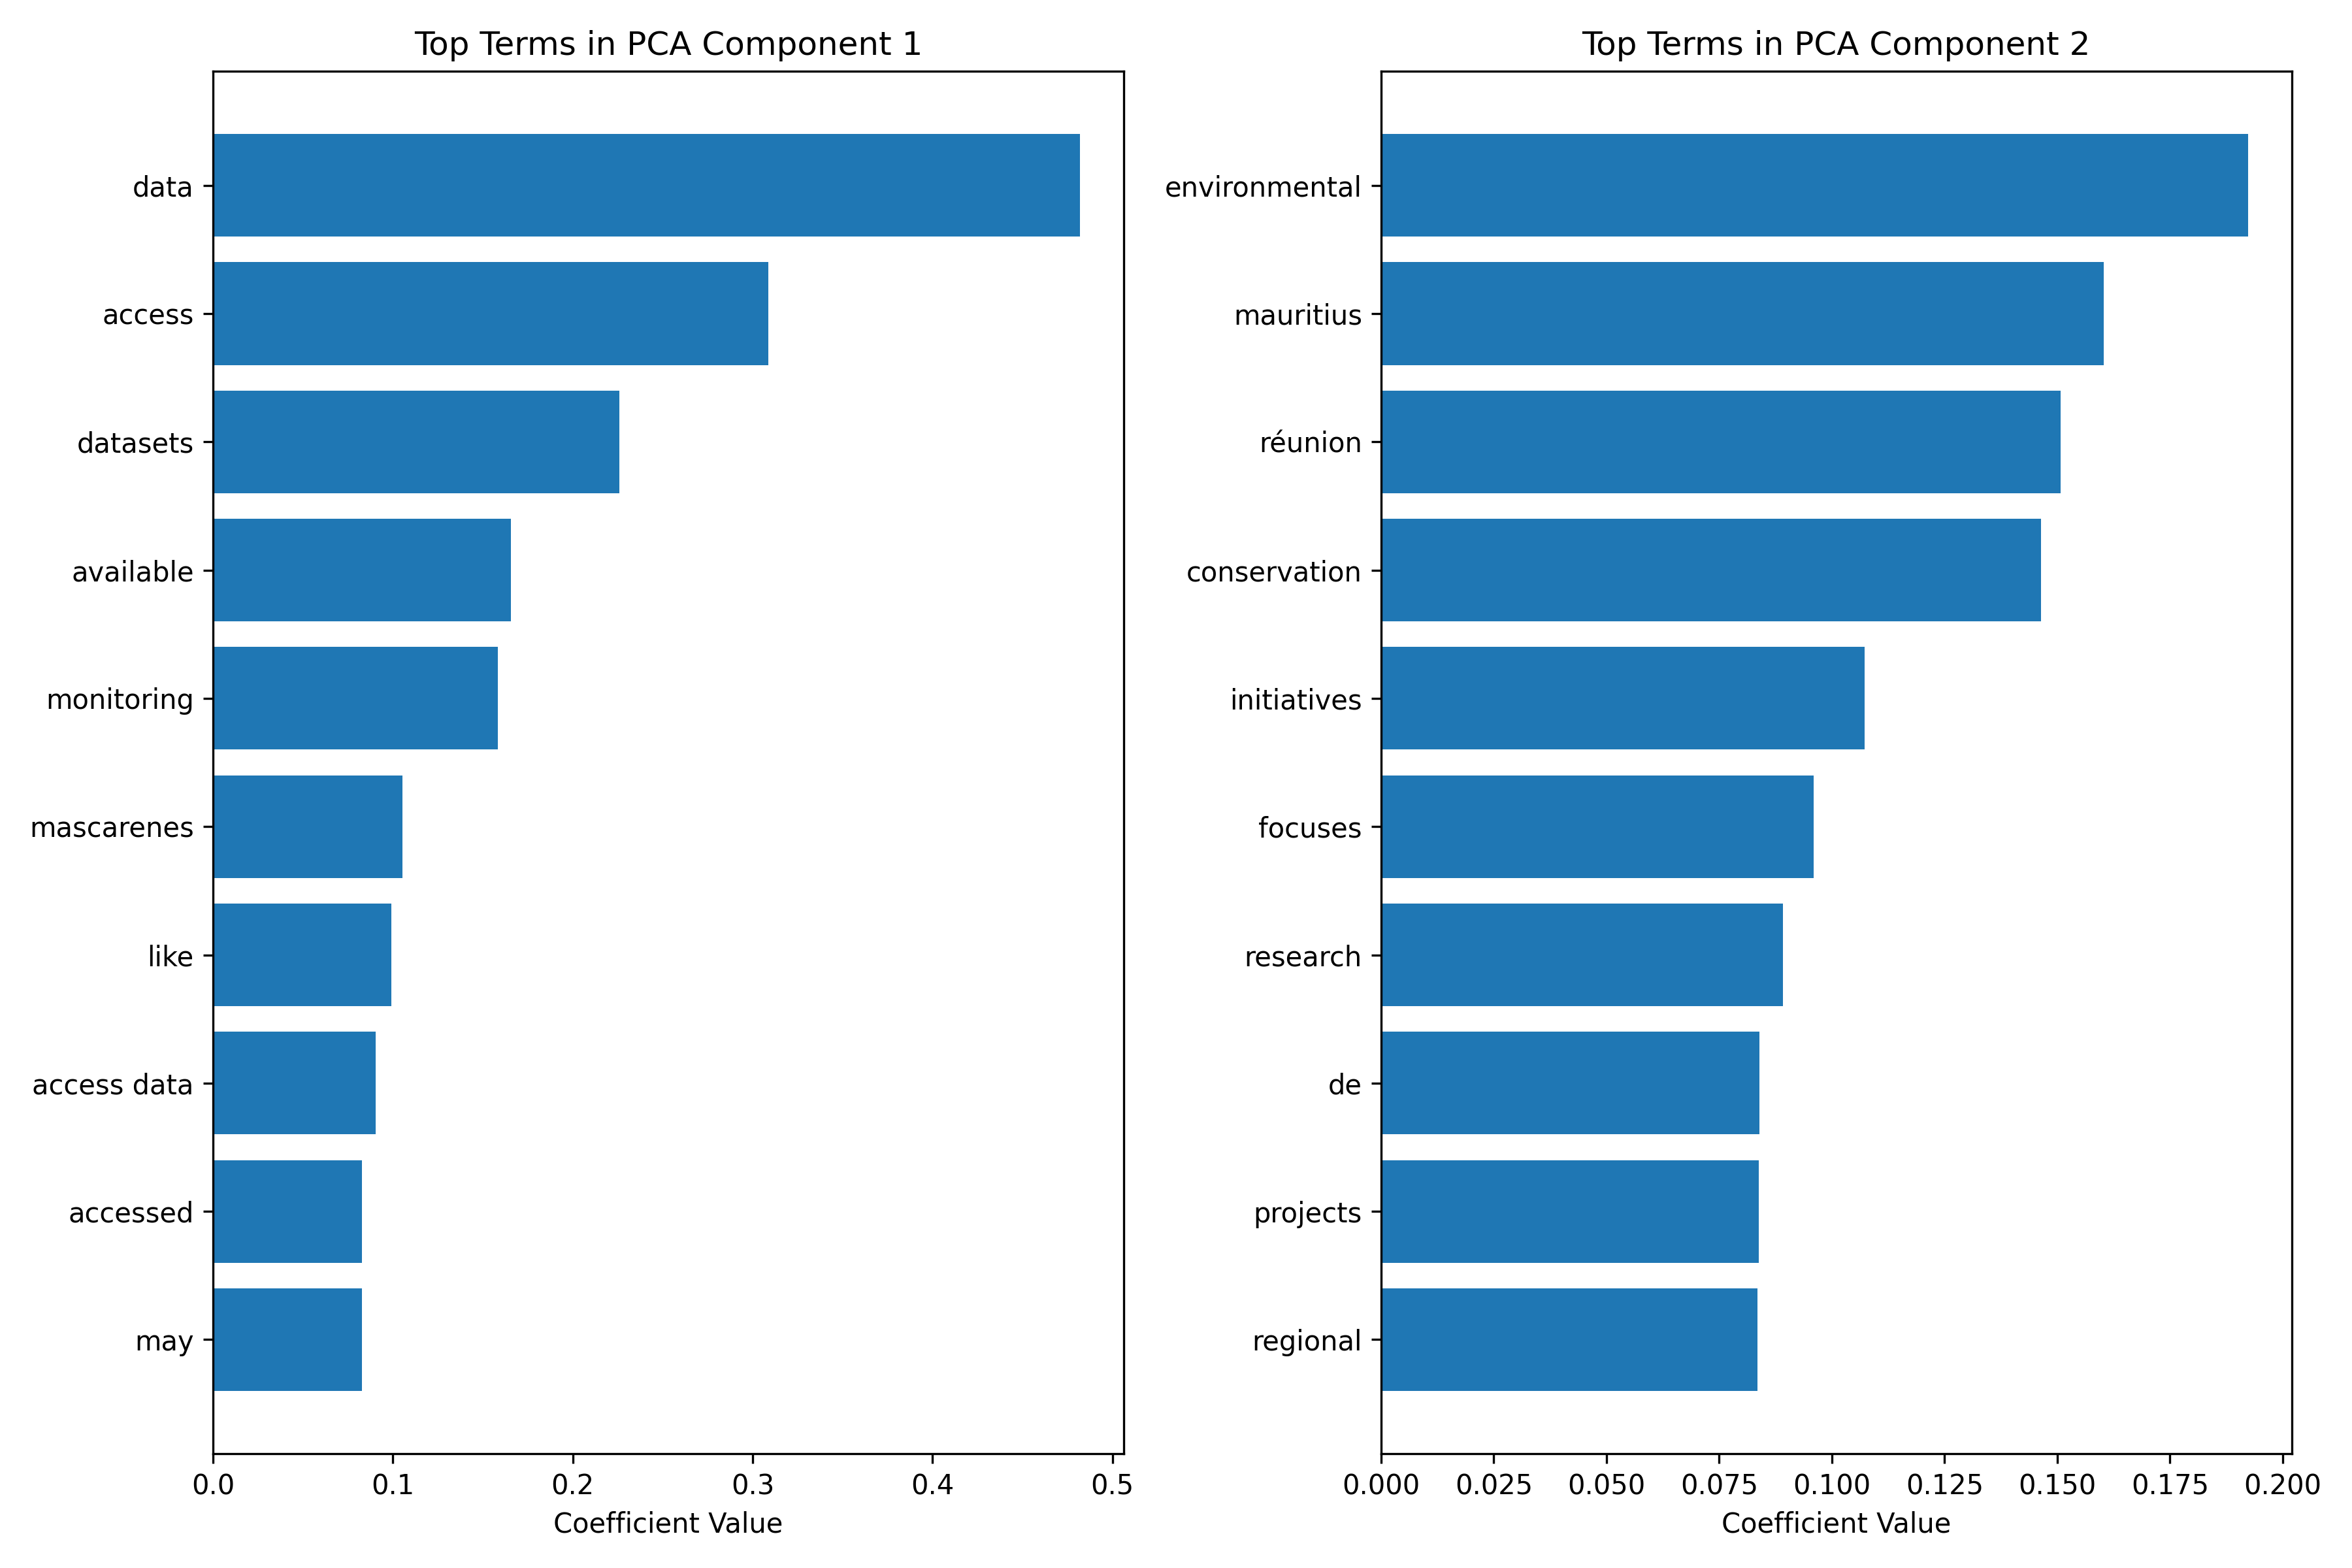 Top Terms in PCA Component 1
data
access
datasets
available
monitoring
mascarenes
like
access data
accessed
may
0.0 0.1 0.2 0.3 0.4 0.5
Coefficient Value
Top Terms in PCA Component 2
environmental
mauritius
réunion
conservation
initiatives
focuses
research
de
projects
regional
0.000 0.025 0.050 0.075 0.100 0.125 0.150 0.175 0.200
Coefficient Value